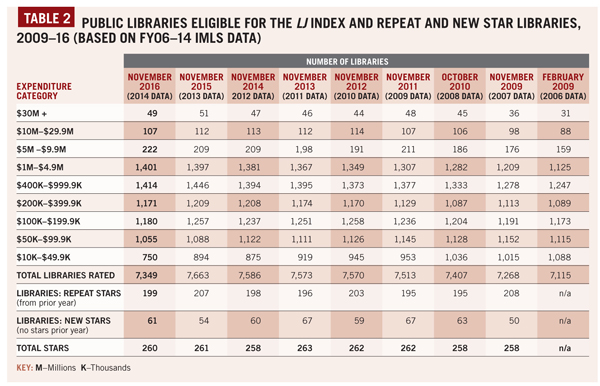 TABLE 2 PUBLIC LIBRARIES ELIGIBLE FOR THE LJ INDEX AND REPEAT AND NEW STAR LIBRARIES,
2009–16 (BASED ON FY06–14 IMLS DATA)
NUMBER OF LIBRARIES
EXPENDITURE CATEGORY NOVEMBER 2016 (2014 DATA) NOVEMBER 2015 (2013 DATA) NOVEMBER 2014 2012 DATA) NOVEMBER 2013 (2011 DATA) NOVEMBER 2012 (2010 DATA) NOVEMBER 2011 (2009 DATA) OCTOBER 2010 (2008 DATA) NOVEMBER 2009 (2007 DATA) FEBRUARY 2009 (2006 DATA)
$30M + 49 51 47 46 44 48 45 36 31
$10M–$29.9M 107 112 113 112 114 107 106 98 88
$5M –$9.9M 222 209 209 1,98 191 211 186 176 159
$1M–$4.9M 1,401 1,397 1,381 1,367 1,349 1,307 1,282 1,209 1,125
$400K–$999.9K 1,414 1,446 1,394 1,395 1,373 1,377 1,333 1,278 1,247
$200K–$399.9K 1,171 1,209 1,208 1,174 1,170 1,129 1,087 1,113 1,089
$100K–$199.9K 1,180 1,257 1,237 1,251 1,258 1,236 1,204 1,191 1,173
$50K–$99.9K 1,055 1,088 1,122 1,111 1,126 1,145 1,128 1,152 1,115
$10K–$49.9K 750 894 875 919 945 953 1,036 1,015 1,088
TOTAL LIBRARIES RATED 7,349 7,663 7,586 7,573 7,570 7,513 7,407 7,268 7,115
LIBRARIES: REPEAT STARS 199 207 198 196 203 195 195 208 n/a
(from prior year)
LIBRARIES: NEW STARS 61 54 60 67 59 67 63 50 n/a
(no stars prior year)
TOTAL STARS 260 261 258 263 262 262 258 258 n/a
KEY: M–Millions K–Thousands